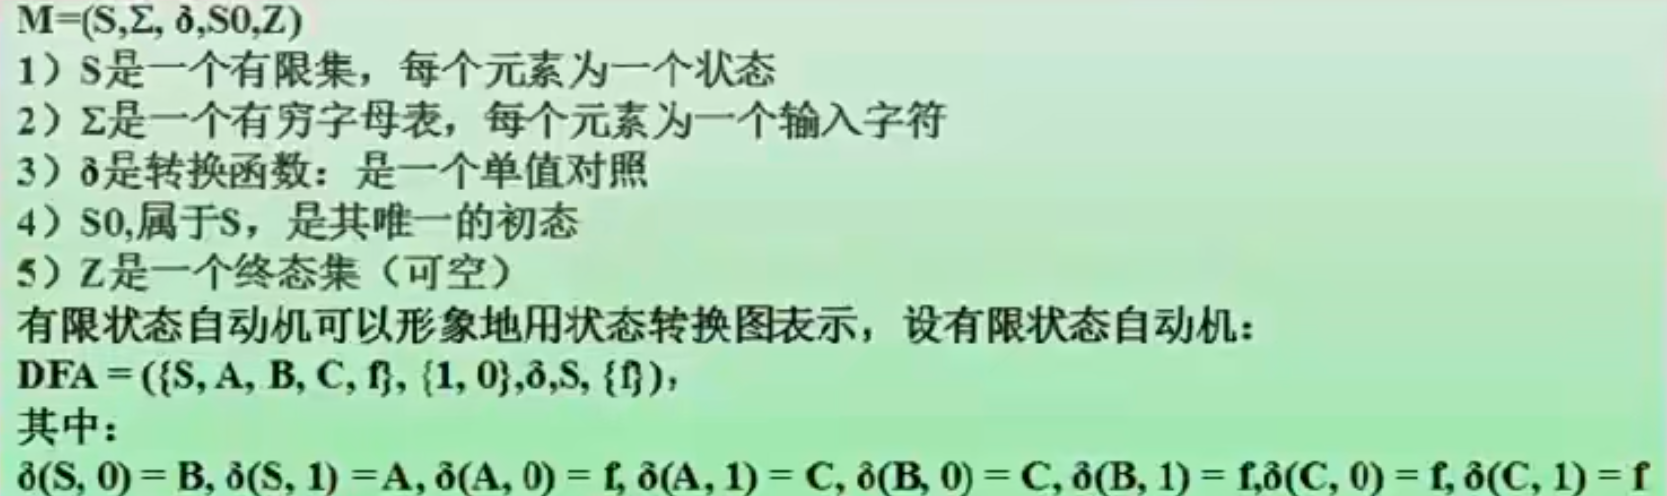 M=(S,Σ, δ,S0,Z)
1）S是一个有限集，每个元素为一个状态
2）Σ是一个有穷字母表，每个元素为一个输入字符
3）δ是转换函数：是一个单值对照
4）S0,属于S，是其唯一的初态
5）Z是一个终态集（可空）
有限状态自动机可以形象地用状态转换图表示，设有限状态自动机：
DFA = ({S, A, B, C, f}, {1, 0},δ,S, {f})，
其中：
δ(S, 0) = B, δ(S, 1) = A, δ(A, 0) = f, δ(A, 1) = C, δ(B, 0) = C, δ(B, 1) = f,δ(C, 0) = f, δ(C, 1) = f